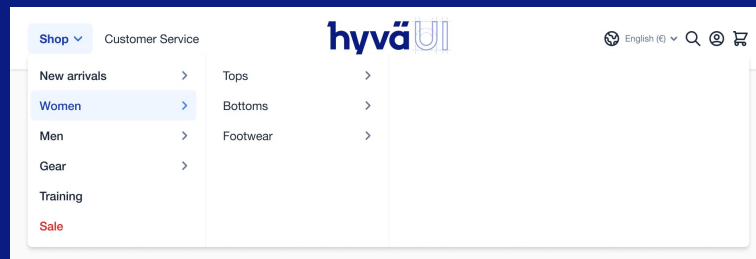 Shop
Customer Service
hyväUI
English (€)
New arrivals
Women
Men
Gear
Training
Sale
Tops
Bottoms
Footwear